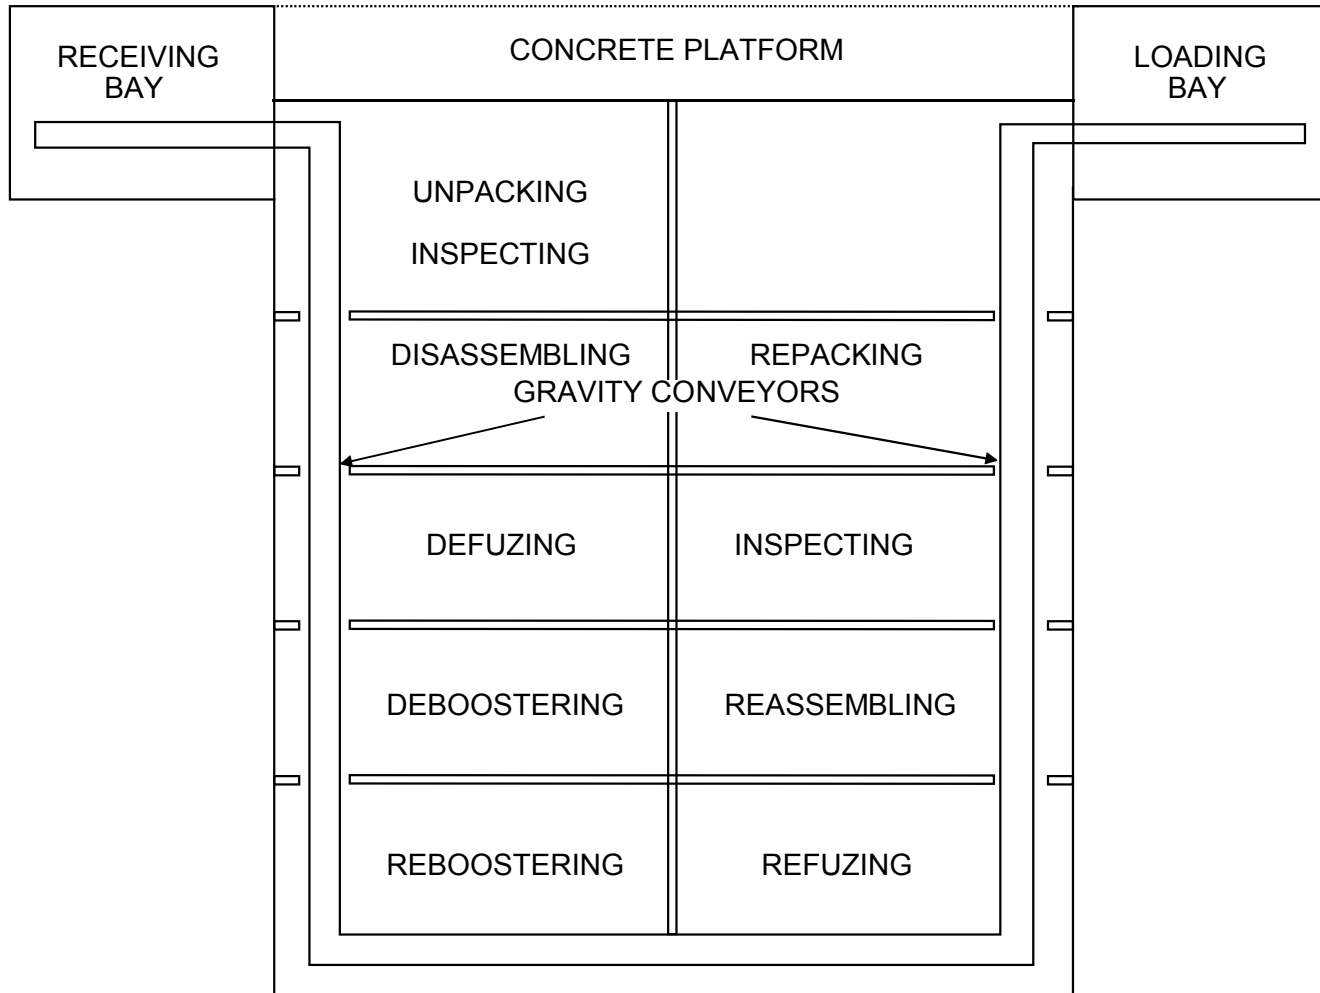 RECEIVING
BAY
CONCRETE PLATFORM
LOADING
BAY
UNPACKING
INSPECTING
DISASSEMBLING
REPACKING
GRAVITY CONVEYORS
DEFUZING
INSPECTING
DEBOOSTERING
REASSEMBLING
REBOOSTERING
REFUZING